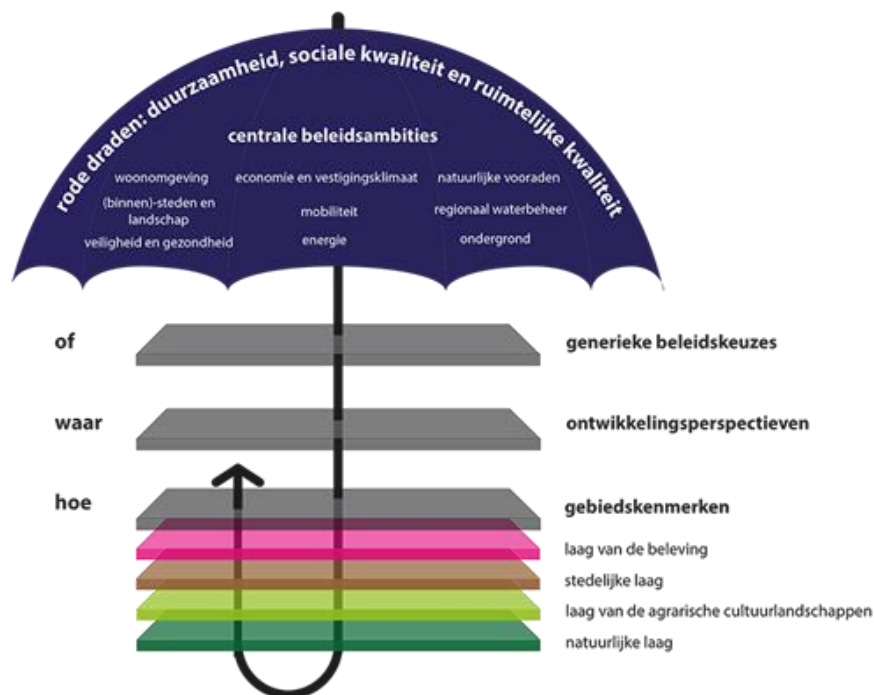 rode draden: duurzaamheid, sociale kwaliteit en ruimtelijke kwaliteit
centrale beleidsambities
woonomgeving
economie en vestigingsklimaat
natuurlijke vooraden
(binnen)-steden en
landschap
mobiliteit
regionaal waterbeheer
veiligheid en gezondheid
energie
ondergrond
of
generieke beleidskeuzes
waar
ontwikkelingsperspectieven
hoe
gebiedskenmerken
laag van de beleving
stedelijke laag
laag van de agrarische cultuurlandschappen
natuurlijke laag